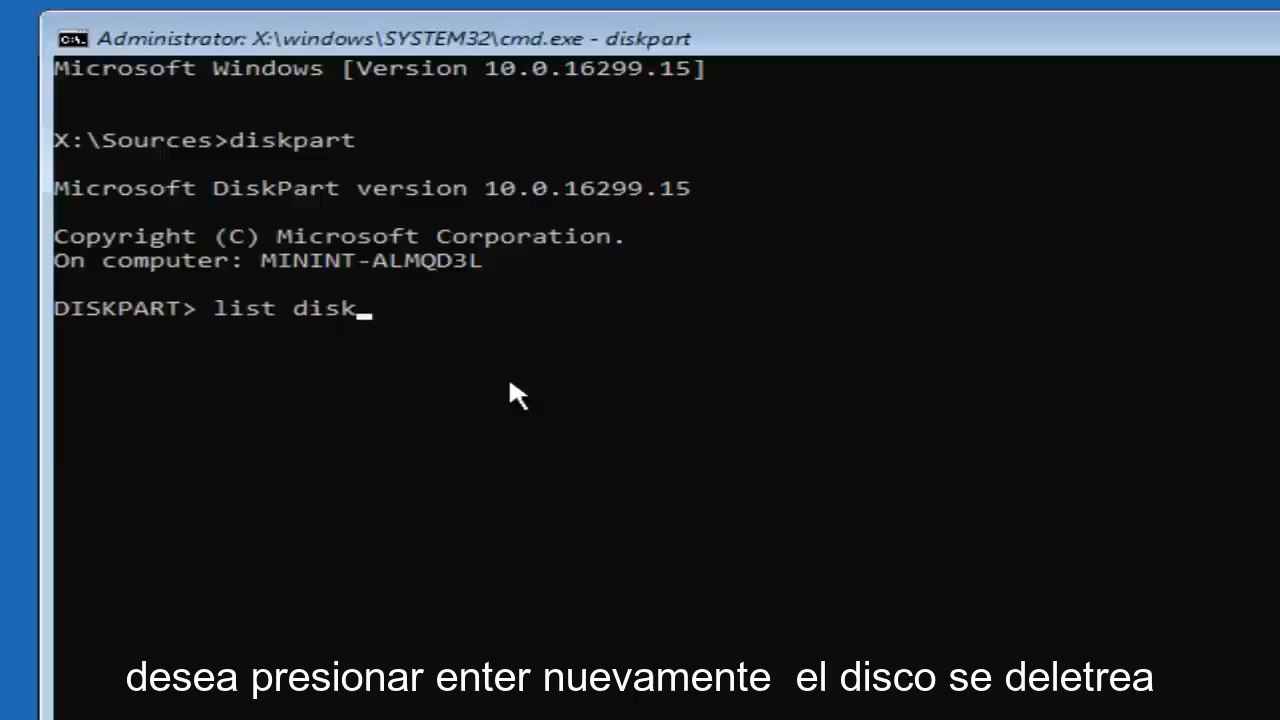 Administrator: X:\windows\SYSTEM32\cmd.exe - diskpart
Microsoft Windows [Version 10.0.16299.15]
X:\Sources>diskpart
Microsoft DiskPart version 10.0.16299.15
Copyright (C) Microsoft Corporation.
On computer: MININT-ALMQD3L
DISKPART> list disk
desea presionar enter nuevamente el disco se deletrea